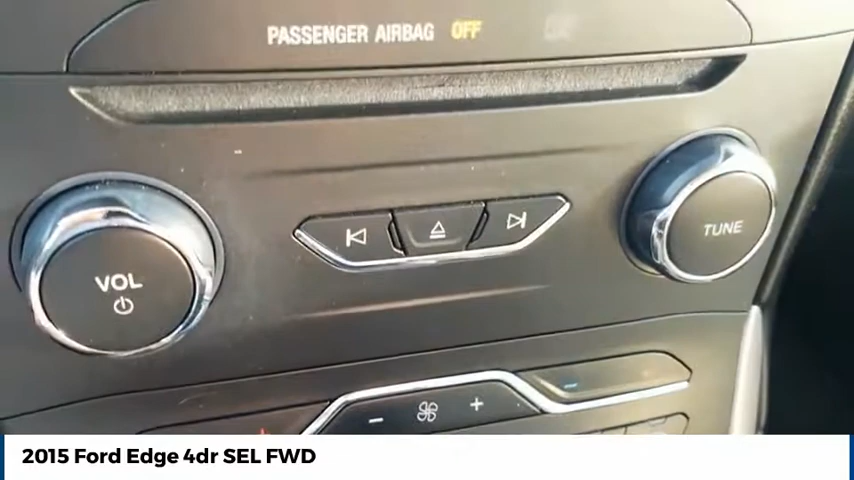 PASSENGER AIRBAG OFF
VOL
TUNE
- +
2015 Ford Edge 4dr SEL FWD